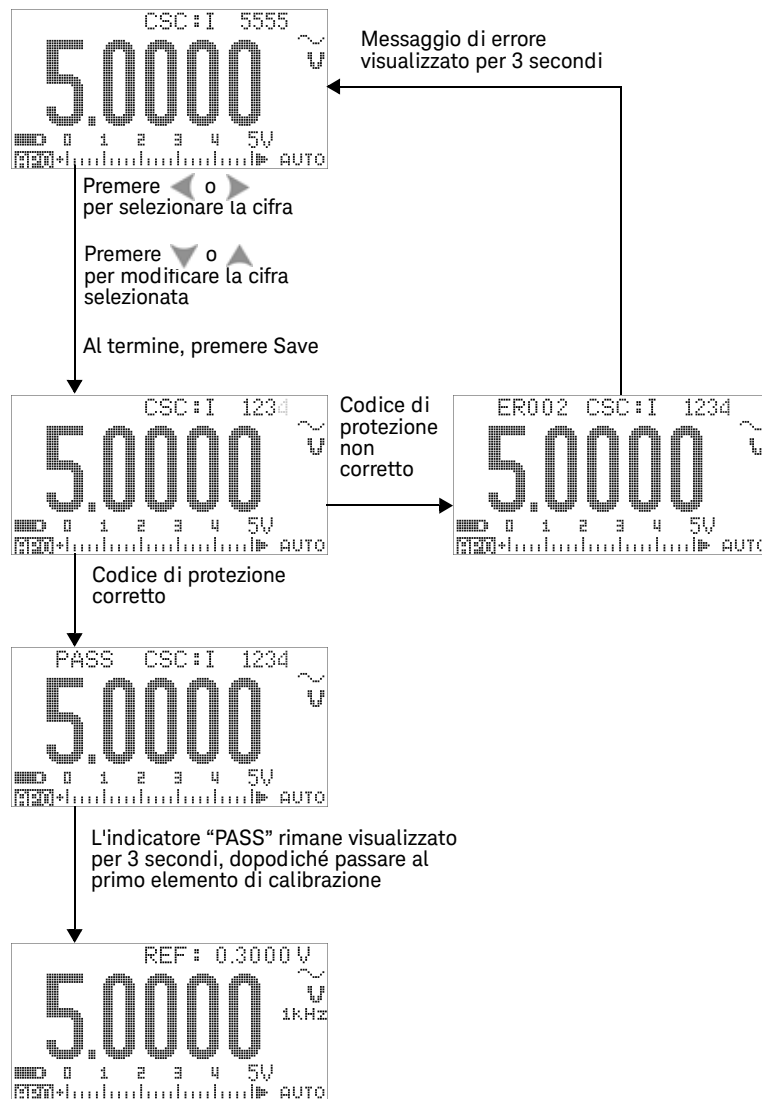 CSC:I 5555
5.0000
V
0 1 2 3 4 5V
APO AUTO
Messaggio di errore
visualizzato per 3 secondi
Premere o
per selezionare la cifra
Premere o
per modificare la cifra
selezionata
Al termine, premere Save
CSC:I 1234
5.0000
V
0 1 2 3 4 5V
APO AUTO
Codice di
protezione
non
corretto
ER002 CSC:I 1234
5.0000
V
0 1 2 3 4 5V
APO AUTO
Codice di protezione
corretto
PASS CSC:I 1234
5.0000
V
0 1 2 3 4 5V
APO AUTO
L'indicatore “PASS” rimane visualizzato
per 3 secondi, dopodiché passare al
primo elemento di calibrazione
REF: 0.3000 V
5.0000
V
1kHz
0 1 2 3 4 5V
APO AUTO